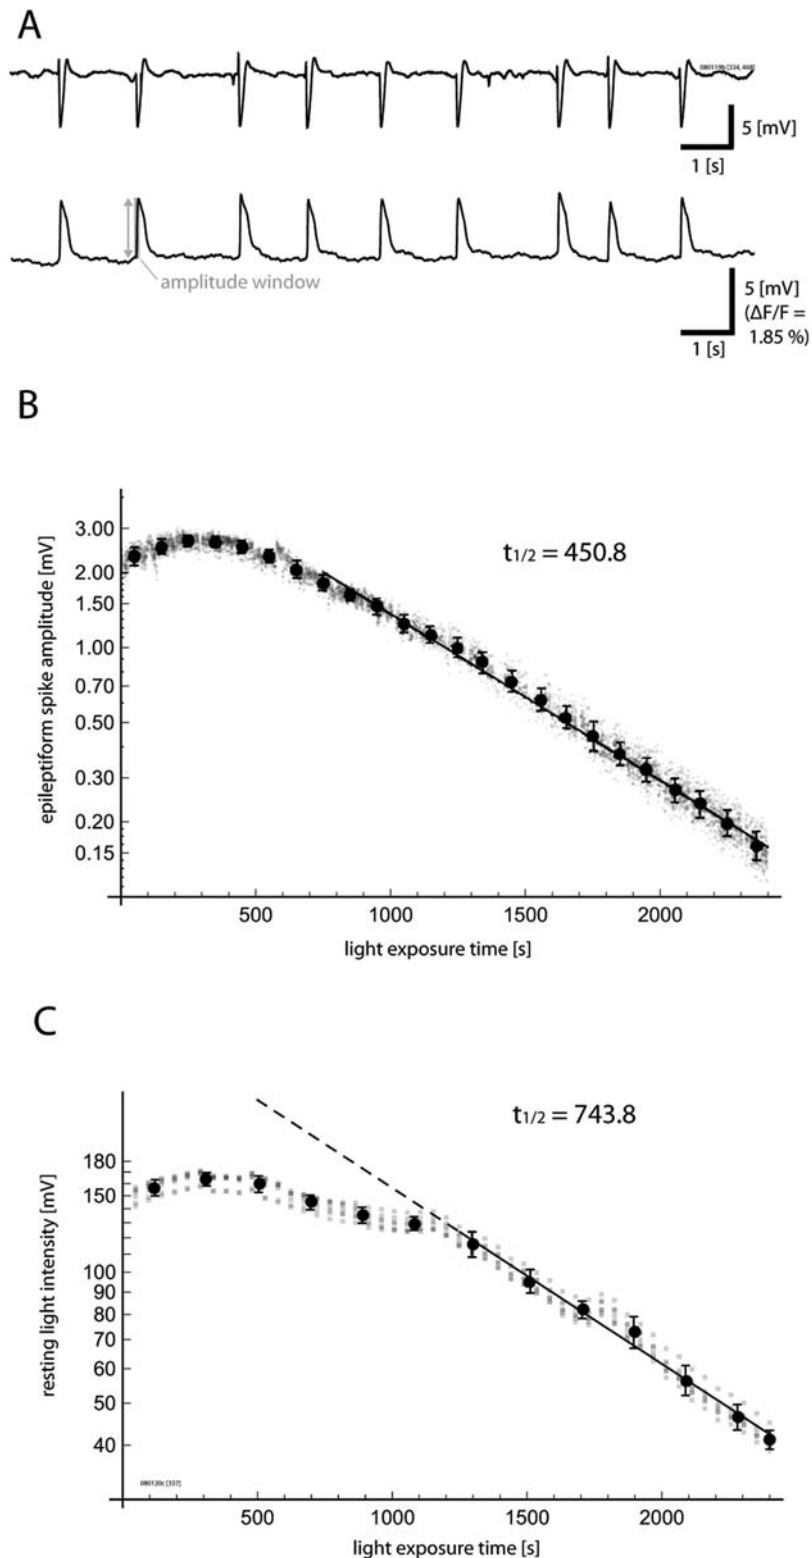 A
080119b [334, 468]
5 [mV]
1 [s]
amplitude window
5 [mV]
(ΔF/F =
1.85 %)
1 [s]
B
t1/2 = 450.8
epileptiform spike amplitude [mV]
3.00
2.00
1.50
1.00
0.70
0.50
0.30
0.20
0.15
500
1000
1500
2000
light exposure time [s]
C
t1/2 = 743.8
resting light intensity [mV]
180
150
100
90
80
70
60
50
40
080120c [337]
500
1000
1500
2000
light exposure time [s]